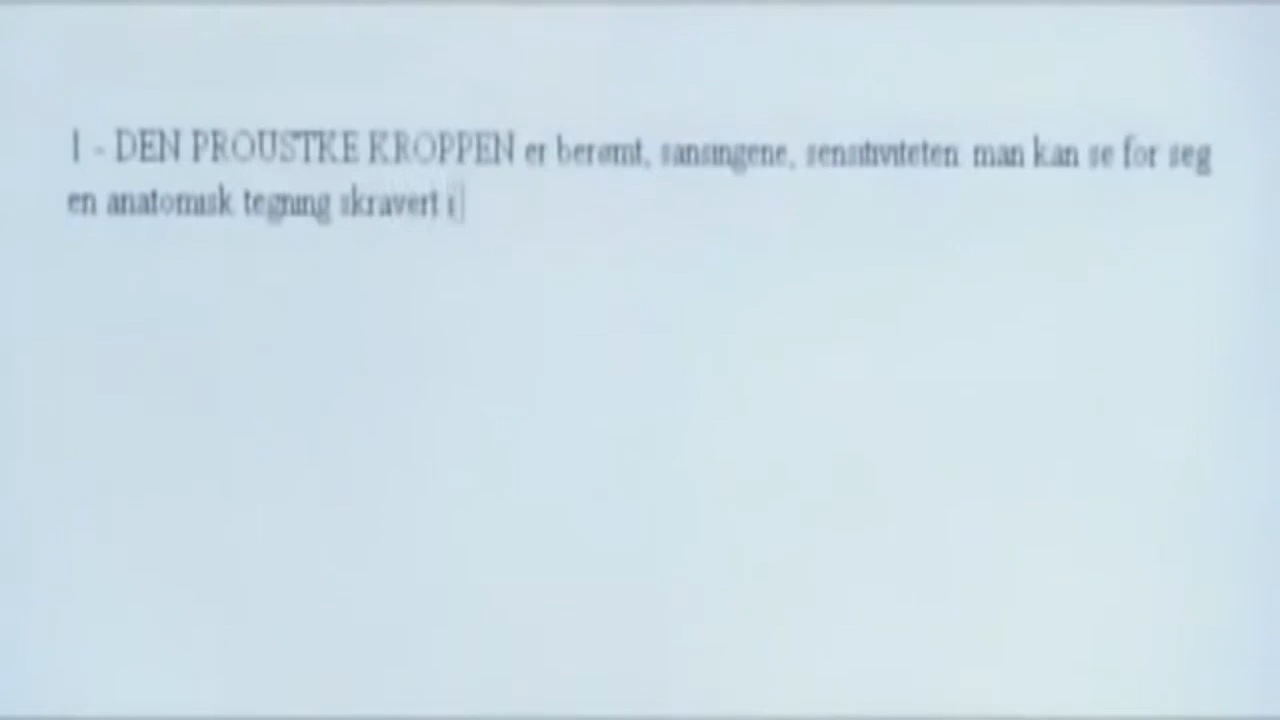 1 - DEN PROUSTKE KROPPEN er berømt, sansingene, sensitiviteten man kan se for seg
en anatomisk tegning skravert i